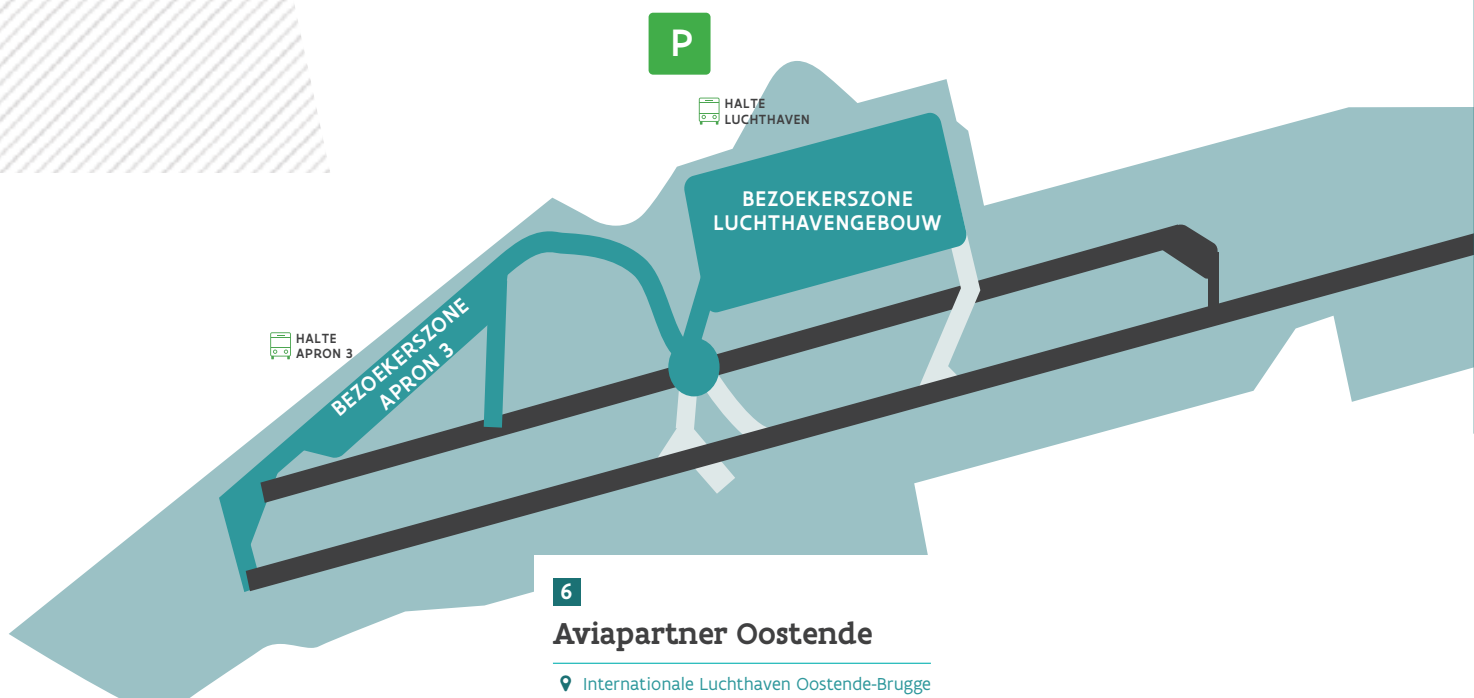 P
HALTE
LUCHTHAVEN
BEZOEKERSZONE
LUCHTHAVENGEBOUW
HALTE
APRON 3
BEZOEKERSZONE
APRON 3
6
Aviapartner Oostende
Internationale Luchthaven Oostende-Brugge